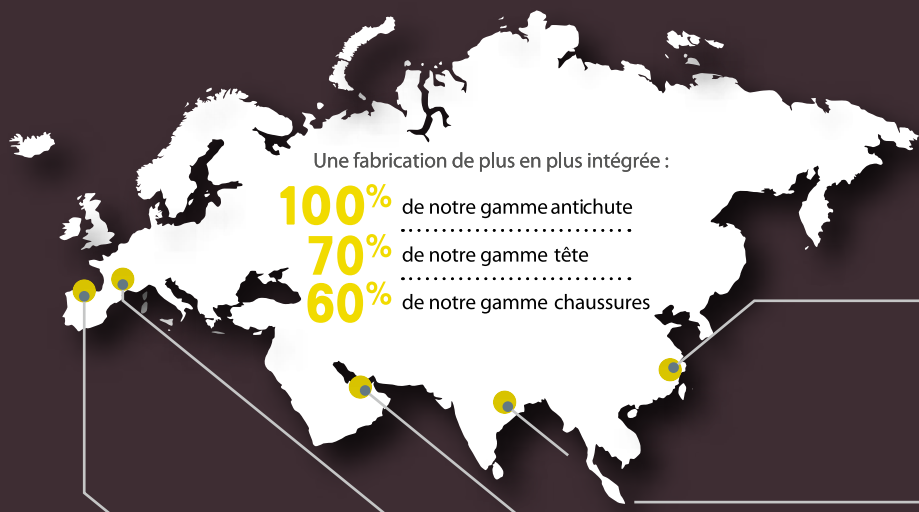 Une fabrication de plus en plus intégrée :
100% de notre gamme antichute
70% de notre gamme tête
60% de notre gamme chaussures